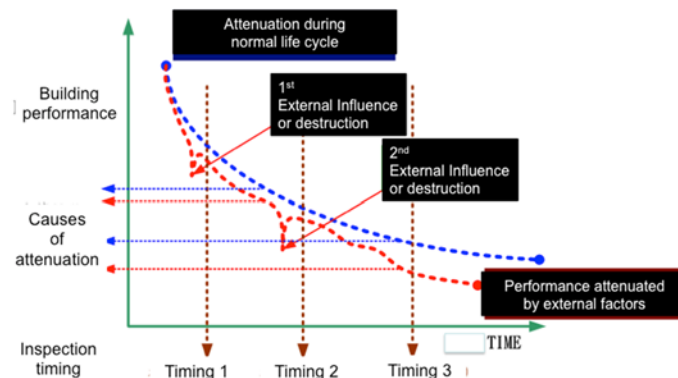 Attenuation during
normal life cycle
Building
performance
1st
External Influence
or destruction
2nd
External Influence
or destruction
Causes
of
attenuation
Performance attenuated
by external factors
TIME
Inspection
timing
Timing 1
Timing 2
Timing 3